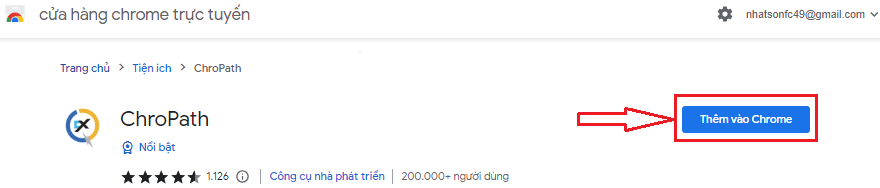 cửa hàng chrome trực tuyến
nhatsonfc49@gmail.com
Trang chủ > Tiện ích > ChroPath
ChroPath
Thêm vào Chrome
Nổi bật
1.126 | Công cụ nhà phát triển | 200.000+ người dùng